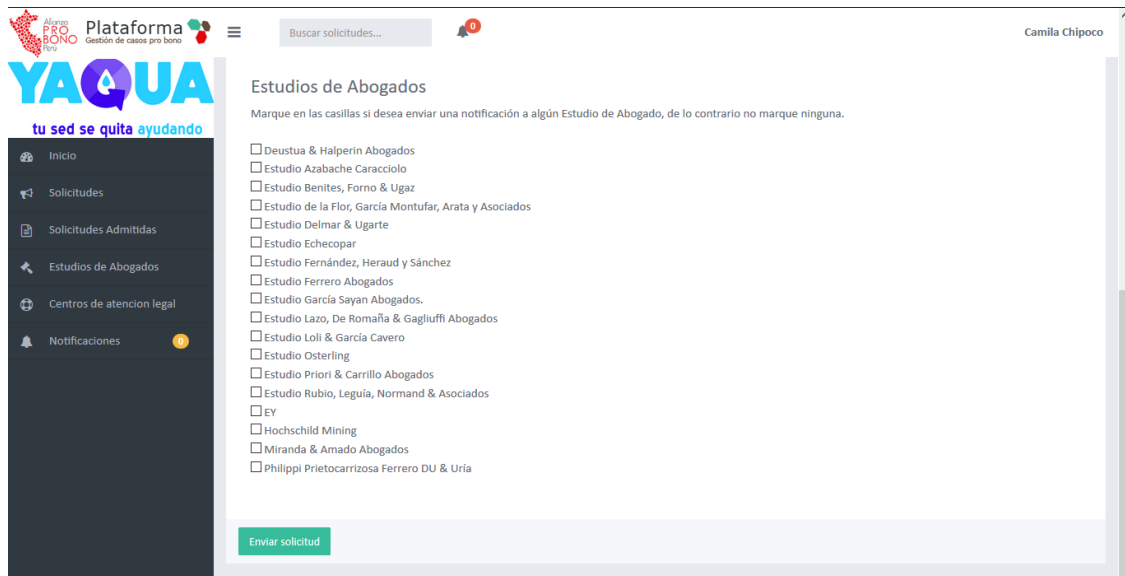 Alianza
PRO
BONO
Perú
Plataforma
Gestión de casos pro bono
Buscar solicitudes...
0
Camila Chipoco
YAQUA
tu sed se quita ayudando
Inicio
Solicitudes
Solicitudes Admitidas
Estudios de Abogados
Centros de atencion legal
Notificaciones 0
Estudios de Abogados
Marque en las casillas si desea enviar una notificación a algún Estudio de Abogado, de lo contrario no marque ninguna.
Deustua & Halperin Abogados
Estudio Azabache Caracciolo
Estudio Benites, Forno & Ugaz
Estudio de la Flor, García Montufar, Arata y Asociados
Estudio Delmar & Ugarte
Estudio Echecopar
Estudio Fernández, Heraud y Sánchez
Estudio Ferrero Abogados
Estudio García Sayan Abogados.
Estudio Lazo, De Romaña & Gagliuffi Abogados
Estudio Loli & García Cavero
Estudio Osterling
Estudio Priori & Carrillo Abogados
Estudio Rubio, Leguía, Normand & Asociados
EY
Hochschild Mining
Miranda & Amado Abogados
Philippi Prietocarrizosa Ferrero DU & Uría
Enviar solicitud